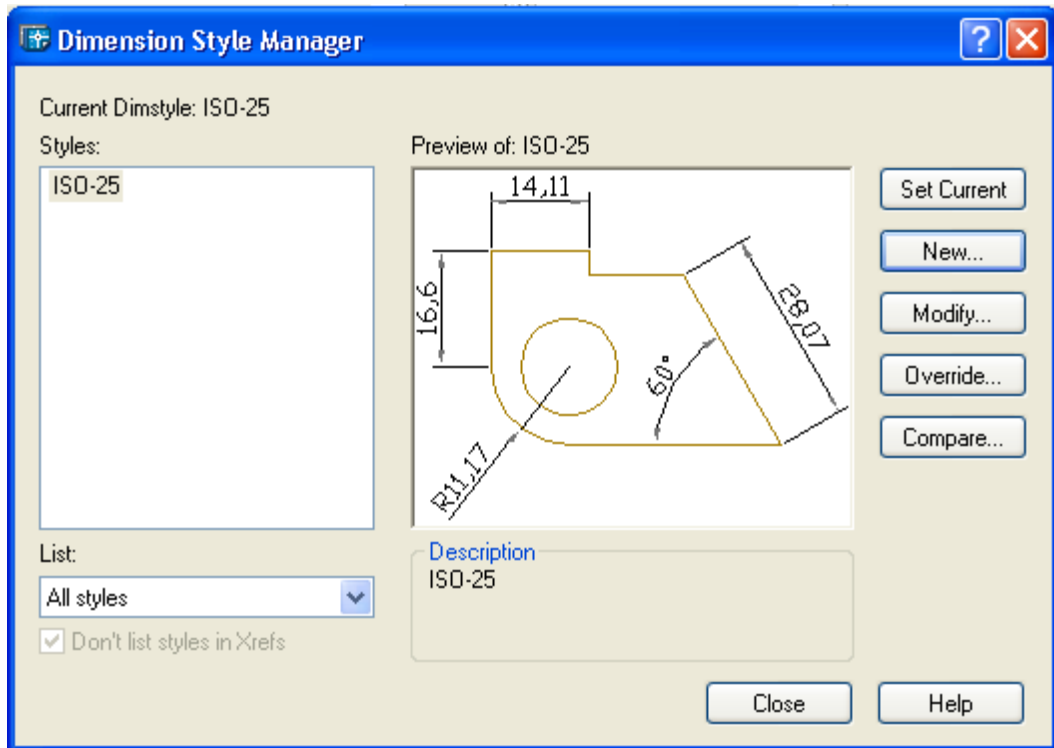 Dimension Style Manager
Current Dimstyle: ISO-25
Styles:
ISO-25
Preview of: ISO-25
14,11
16,6
28,07
60°
R11,17
Set Current
New...
Modify...
Override...
Compare...
List:
All styles
Don't list styles in Xrefs
Description
ISO-25
Close
Help